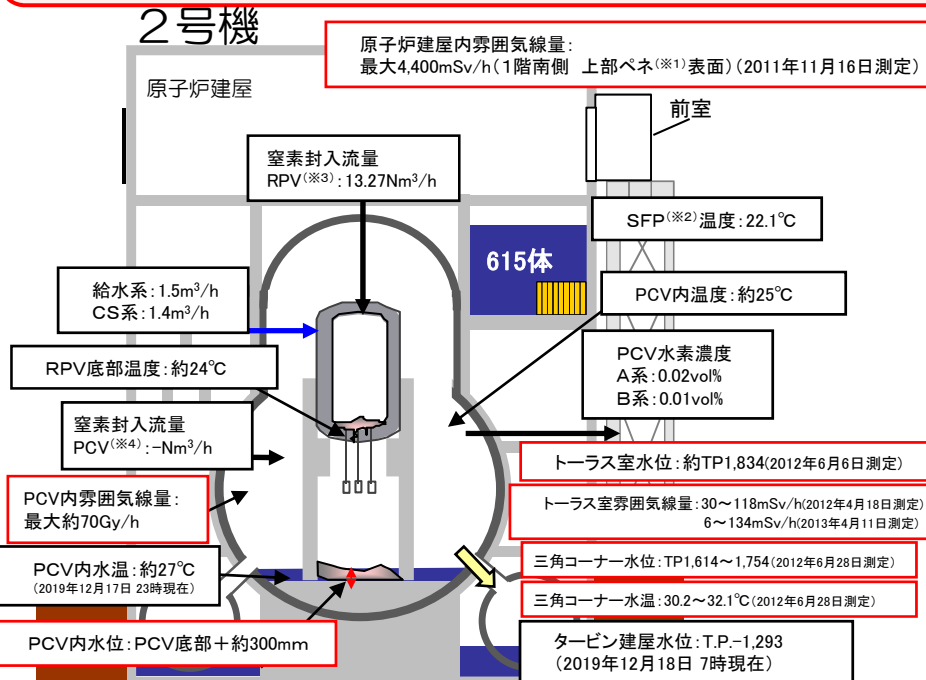 2号機
原子炉建屋内雰囲気線量：
最大4,400mSv/h(1階南側　上部ペネ(※1)表面)(2011年11月16日測定)
原子炉建屋
前室
窒素封入流量
RPV(※3)：13.27Nm3/h
SFP(※2)温度：22.1℃
615体
給水系：1.5m3/h
CS系：1.4m3/h
PCV内温度：約25℃
RPV底部温度：約24℃
PCV水素濃度
A系：0.02vol%
B系：0.01vol%
窒素封入流量
PCV(※4)：-Nm3/h
トーラス室水位：約TP1,834(2012年6月6日測定)
PCV内雰囲気線量：
最大約70Gy/h
トーラス室雰囲気線量：30～118mSv/h(2012年4月18日測定)
6～134mSv/h(2013年4月11日測定)
PCV内水温：約27℃
(2019年12月17日 23時現在)
三角コーナー水位：TP1,614～1,754(2012年6月28日測定)
三角コーナー水温：30.2～32.1℃(2012年6月28日測定)
PCV内水位：PCV底部＋約300mm
タービン建屋水位：T.P.-1,293
(2019年12月18日 7時現在)